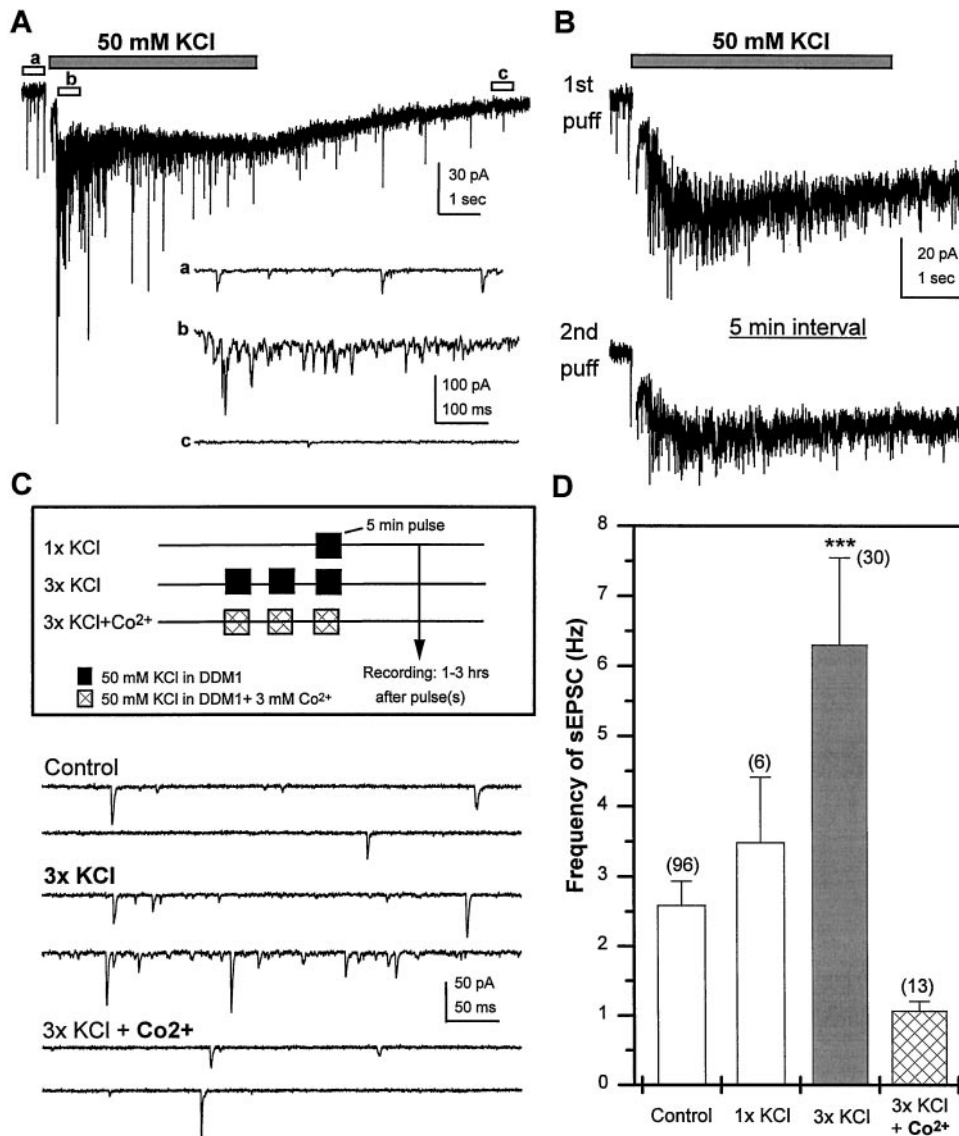 A
50 mM KCl
a
b
c
30 pA
1 sec
a
b
100 pA
100 ms
c
B
50 mM KCl
1st
puff
20 pA
1 sec
2nd
puff
5 min interval
C
5 min pulse
1x KCl
3x KCl
3x KCl+Co²⁺
50 mM KCl in DDM1
50 mM KCl in DDM1+ 3 mM Co²⁺
Recording: 1-3 hrs
after pulse(s)
Control
3x KCl
50 pA
50 ms
3x KCl + Co2+
D
Frequency of sEPSC (Hz)
8
7
6
5
4
3
2
1
0
(96)
(6)
***
(30)
(13)
Control
1x KCl
3x KCl
3x KCl
+ Co²⁺